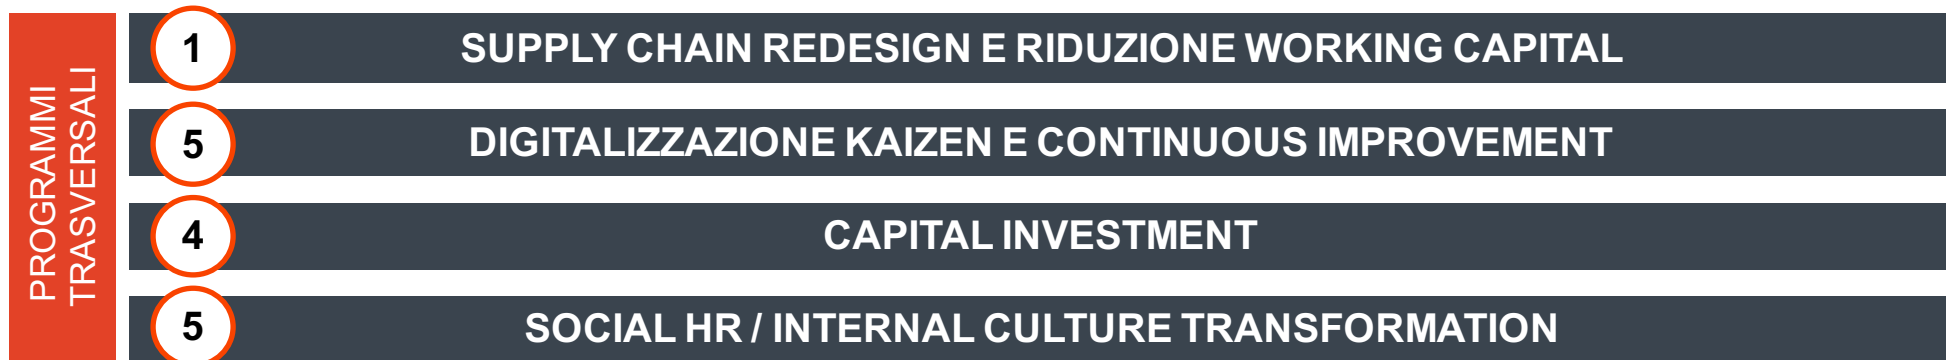 PROGRAMMI
TRASVERSALI
1
SUPPLY CHAIN REDESIGN E RIDUZIONE WORKING CAPITAL
5
DIGITALIZZAZIONE KAIZEN E CONTINUOUS IMPROVEMENT
4
CAPITAL INVESTMENT
5
SOCIAL HR / INTERNAL CULTURE TRANSFORMATION